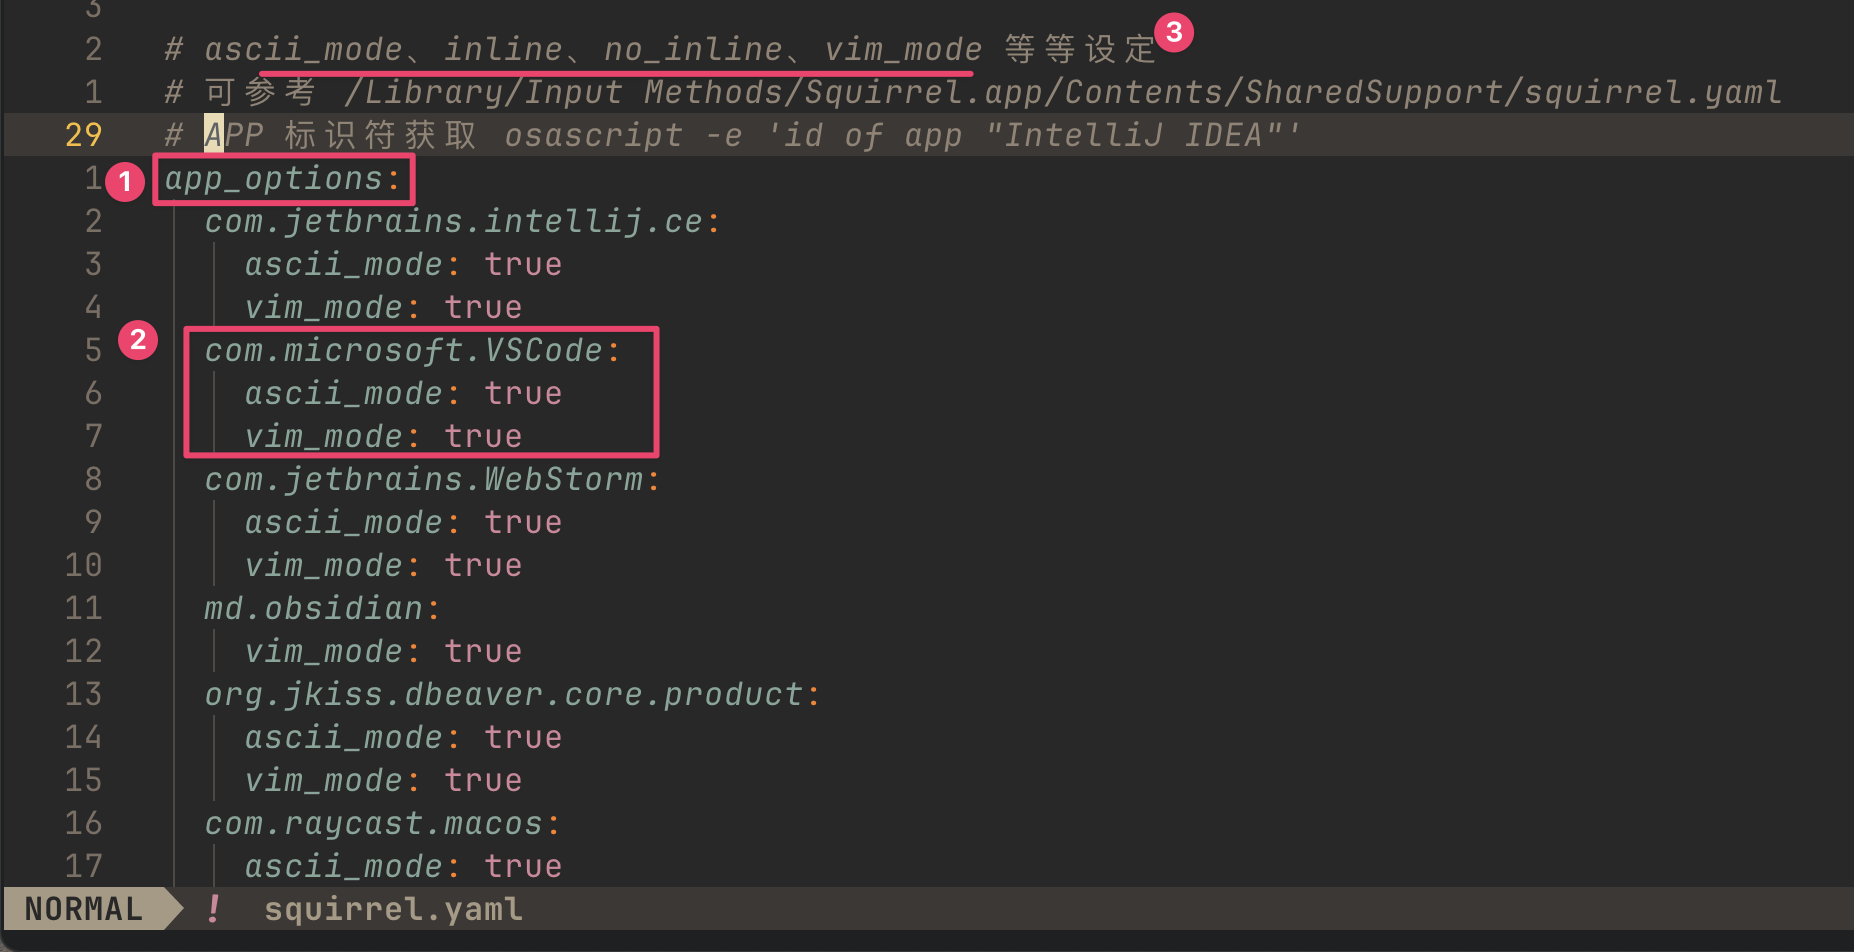 3
2 # ascii_mode、inline、no_inline、vim_mode 等等设定 3
1 # 可参考 /Library/Input Methods/Squirrel.app/Contents/SharedSupport/squirrel.yaml
29 # APP 标识符获取 osascript -e 'id of app "IntelliJ IDEA"'
1 1 app_options:
2 com.jetbrains.intellij.ce:
3 ascii_mode: true
4 vim_mode: true
5 2 com.microsoft.VSCode:
6 ascii_mode: true
7 vim_mode: true
8 com.jetbrains.WebStorm:
9 ascii_mode: true
10 vim_mode: true
11 md.obsidian:
12 vim_mode: true
13 org.jkiss.dbeaver.core.product:
14 ascii_mode: true
15 vim_mode: true
16 com.raycast.macos:
17 ascii_mode: true
NORMAL ! squirrel.yaml